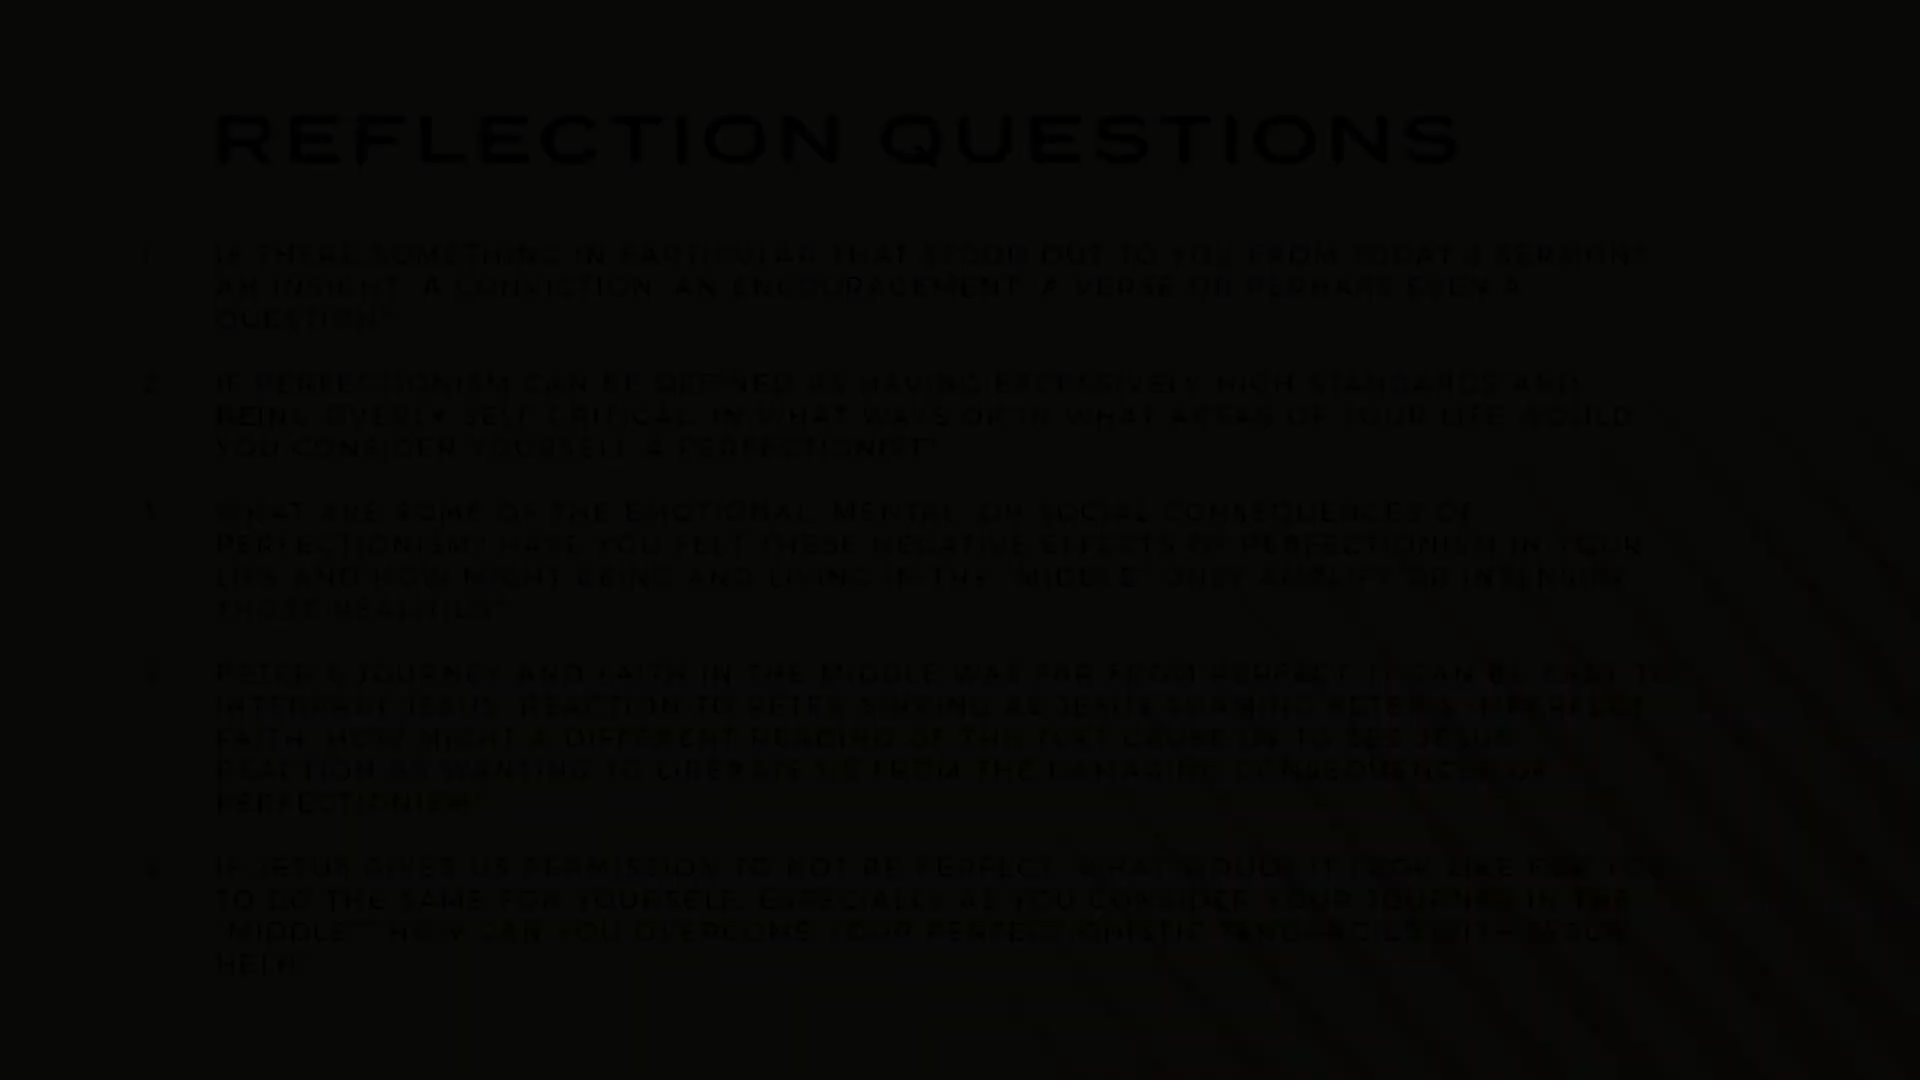 REFLECTION QUESTIONS
1. IS THERE SOMETHING IN PARTICULAR THAT STOOD OUT TO YOU FROM TODAY'S SERMON?
AN INSIGHT, A CONVICTION, AN ENCOURAGEMENT, A VERSE OR PERHAPS EVEN A
QUESTION?
2. IF PERFECTIONISM CAN BE DEFINED AS HAVING EXCESSIVELY HIGH STANDARDS AND
BEING OVERLY SELF-CRITICAL, IN WHAT WAYS OR IN WHAT AREAS OF YOUR LIFE WOULD
YOU CONSIDER YOURSELF A PERFECTIONIST?
3. WHAT ARE SOME OF THE EMOTIONAL, MENTAL, OR SOCIAL CONSEQUENCES OF
PERFECTIONISM? HAVE YOU FELT THESE NEGATIVE EFFECTS OF PERFECTIONISM IN YOUR
LIFE AND HOW MIGHT BEING AND LIVING IN THE "MIDDLE" ONLY AMPLIFY OR INTENSIFY
THOSE REALITIES?
4. PETER'S JOURNEY AND FAITH IN THE MIDDLE WAS FAR FROM PERFECT. IT CAN BE EASY TO
INTERPRET JESUS' REACTION TO PETER SINKING AS JESUS SHAMING PETER'S IMPERFECT
FAITH. HOW MIGHT A DIFFERENT READING OF THE TEXT CAUSE US TO SEE JESUS'
REACTION AS WANTING TO LIBERATE US FROM THE DAMAGING CONSEQUENCES OF
PERFECTIONISM?
5. IF JESUS GIVES US PERMISSION TO NOT BE PERFECT, WHAT WOULD IT LOOK LIKE FOR YOU
TO DO THE SAME FOR YOURSELF, ESPECIALLY AS YOU CONSIDER YOUR JOURNEY IN THE
"MIDDLE"? HOW CAN YOU OVERCOME YOUR PERFECTIONISTIC TENDENCIES WITH JESUS'
HELP?